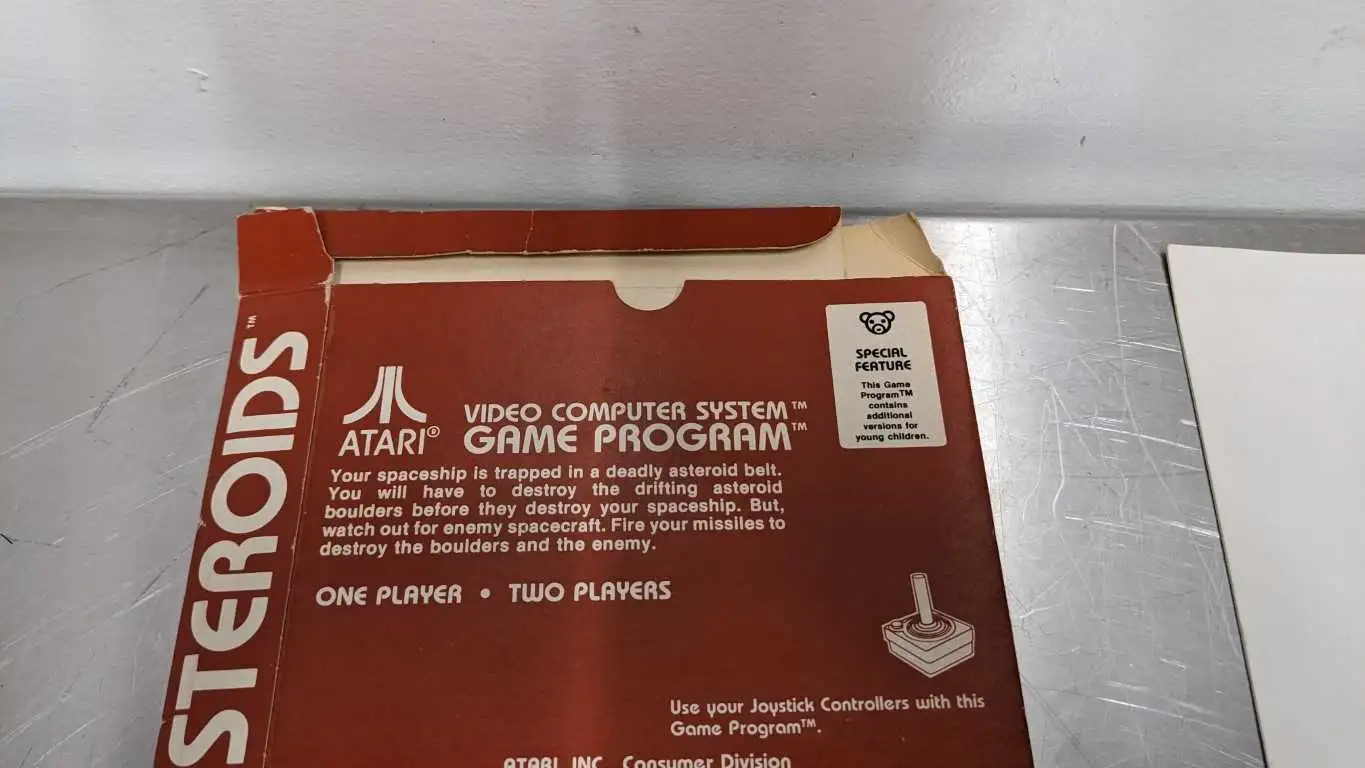 STEROIDS™
SPECIAL
FEATURE
This Game
Program™
contains
additional
versions for
young children.
ATARI®
VIDEO COMPUTER SYSTEM™
GAME PROGRAM™
Your spaceship is trapped in a deadly asteroid belt.
You will have to destroy the drifting asteroid
boulders before they destroy your spaceship. But,
watch out for enemy spacecraft. Fire your missiles to
destroy the boulders and the enemy.
ONE PLAYER • TWO PLAYERS
Use your Joystick Controllers with this
Game Program™.
ATARI, INC., Consumer Division